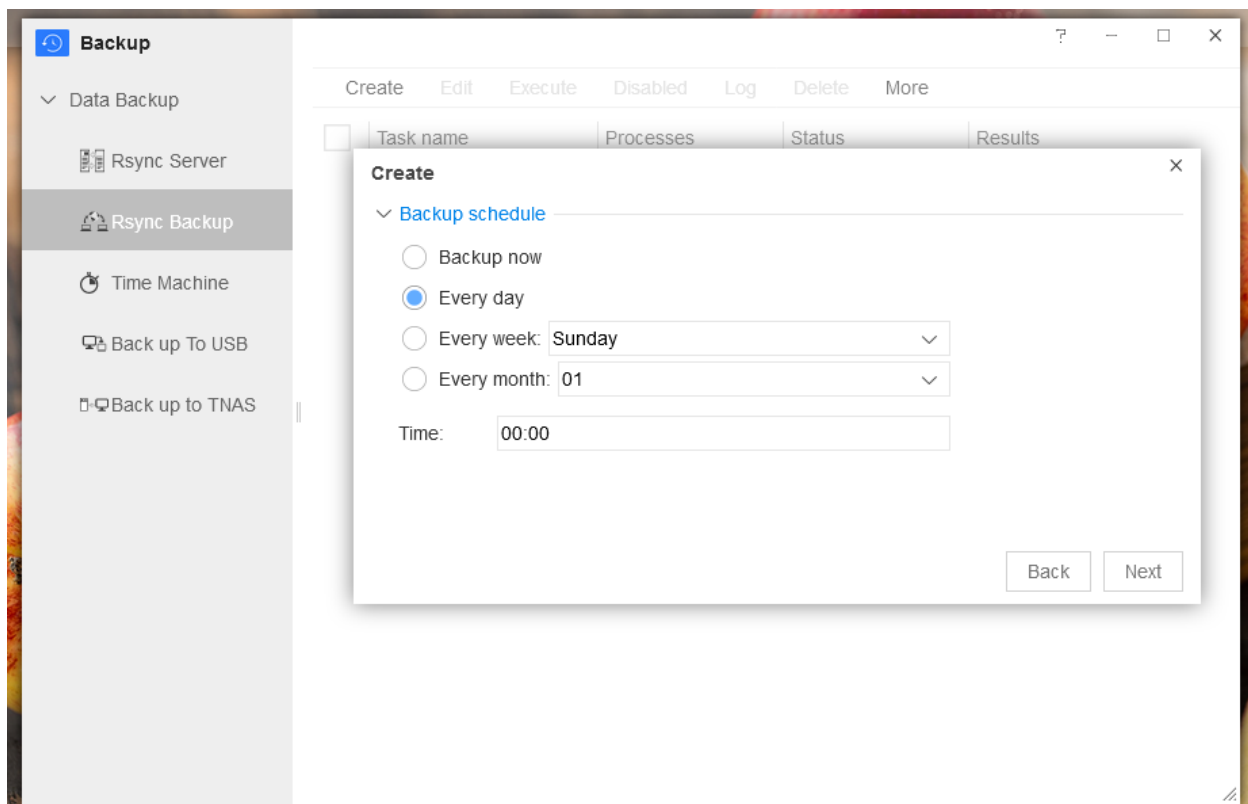 Backup
Data Backup
Rsync Server
Rsync Backup
Time Machine
Back up To USB
Back up to TNAS
Create Edit Execute Disabled Log Delete More
Task name Processes Status Results
Create
Backup schedule
Backup now
Every day
Every week: Sunday
Every month: 01
Time: 00:00
Back Next